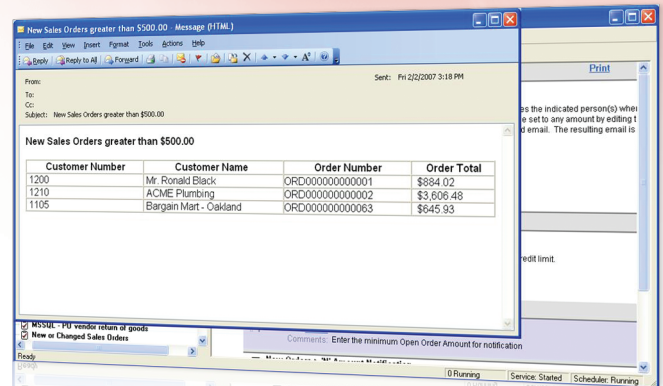 New Sales Orders greater than $500.00 - Message (HTML)
File Edit View Insert Format Tools Actions Help
Reply Reply to All Forward
From: Sent: Fri 2/2/2007 3:18 PM
To:
Cc:
Subject: New Sales Orders greater than $500.00
New Sales Orders greater than $500.00
Customer Number Customer Name Order Number Order Total
1200 Mr. Ronald Black ORD000000000001 $884.02
1210 ACME Plumbing ORD000000000002 $3,606.48
1105 Bargain Mart - Oakland ORD000000000063 $645.93
Print
es the indicated person(s) when
e set to any amount by editing t
d email. The resulting email is
redit limit.
MSSQL - PO vendor return of goods
New or Changed Sales Orders
Comments: Enter the minimum Open Order Amount for notification
Ready
0 Running Service: Started Scheduler: Running